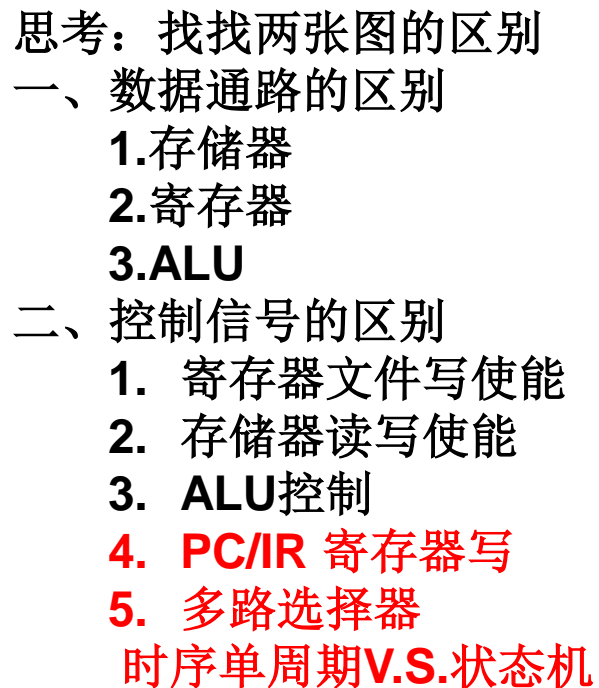 思考：找找两张图的区别
一、数据通路的区别
1.存储器
2.寄存器
3.ALU
二、控制信号的区别
1. 寄存器文件写使能
2. 存储器读写使能
3. ALU控制
4. PC/IR 寄存器写
5. 多路选择器
时序单周期V.S.状态机